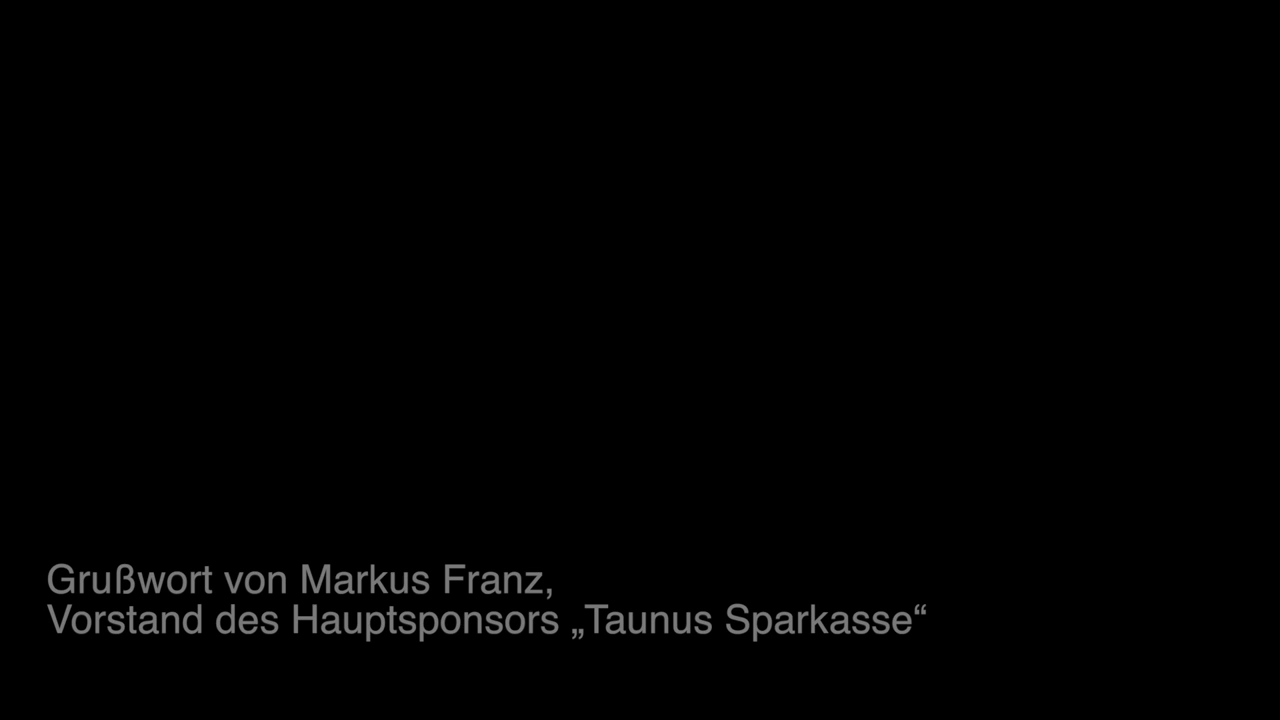 Grußwort von Markus Franz,
Vorstand des Hauptsponsors „Taunus Sparkasse“